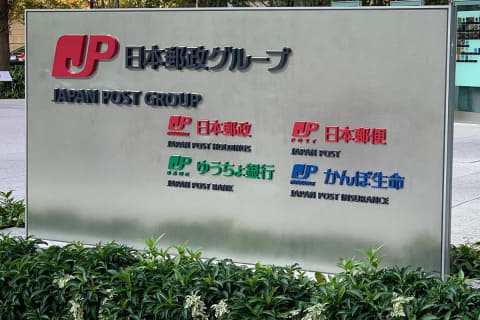 JP 日本郵政グループ
JAPAN POST GROUP
JP 日本郵政
JAPAN POST HOLDINGS
JP 日本郵便
JAPAN POST
JP ゆうちょ銀行
JAPAN POST BANK
JP かんぽ生命
JAPAN POST INSURANCE